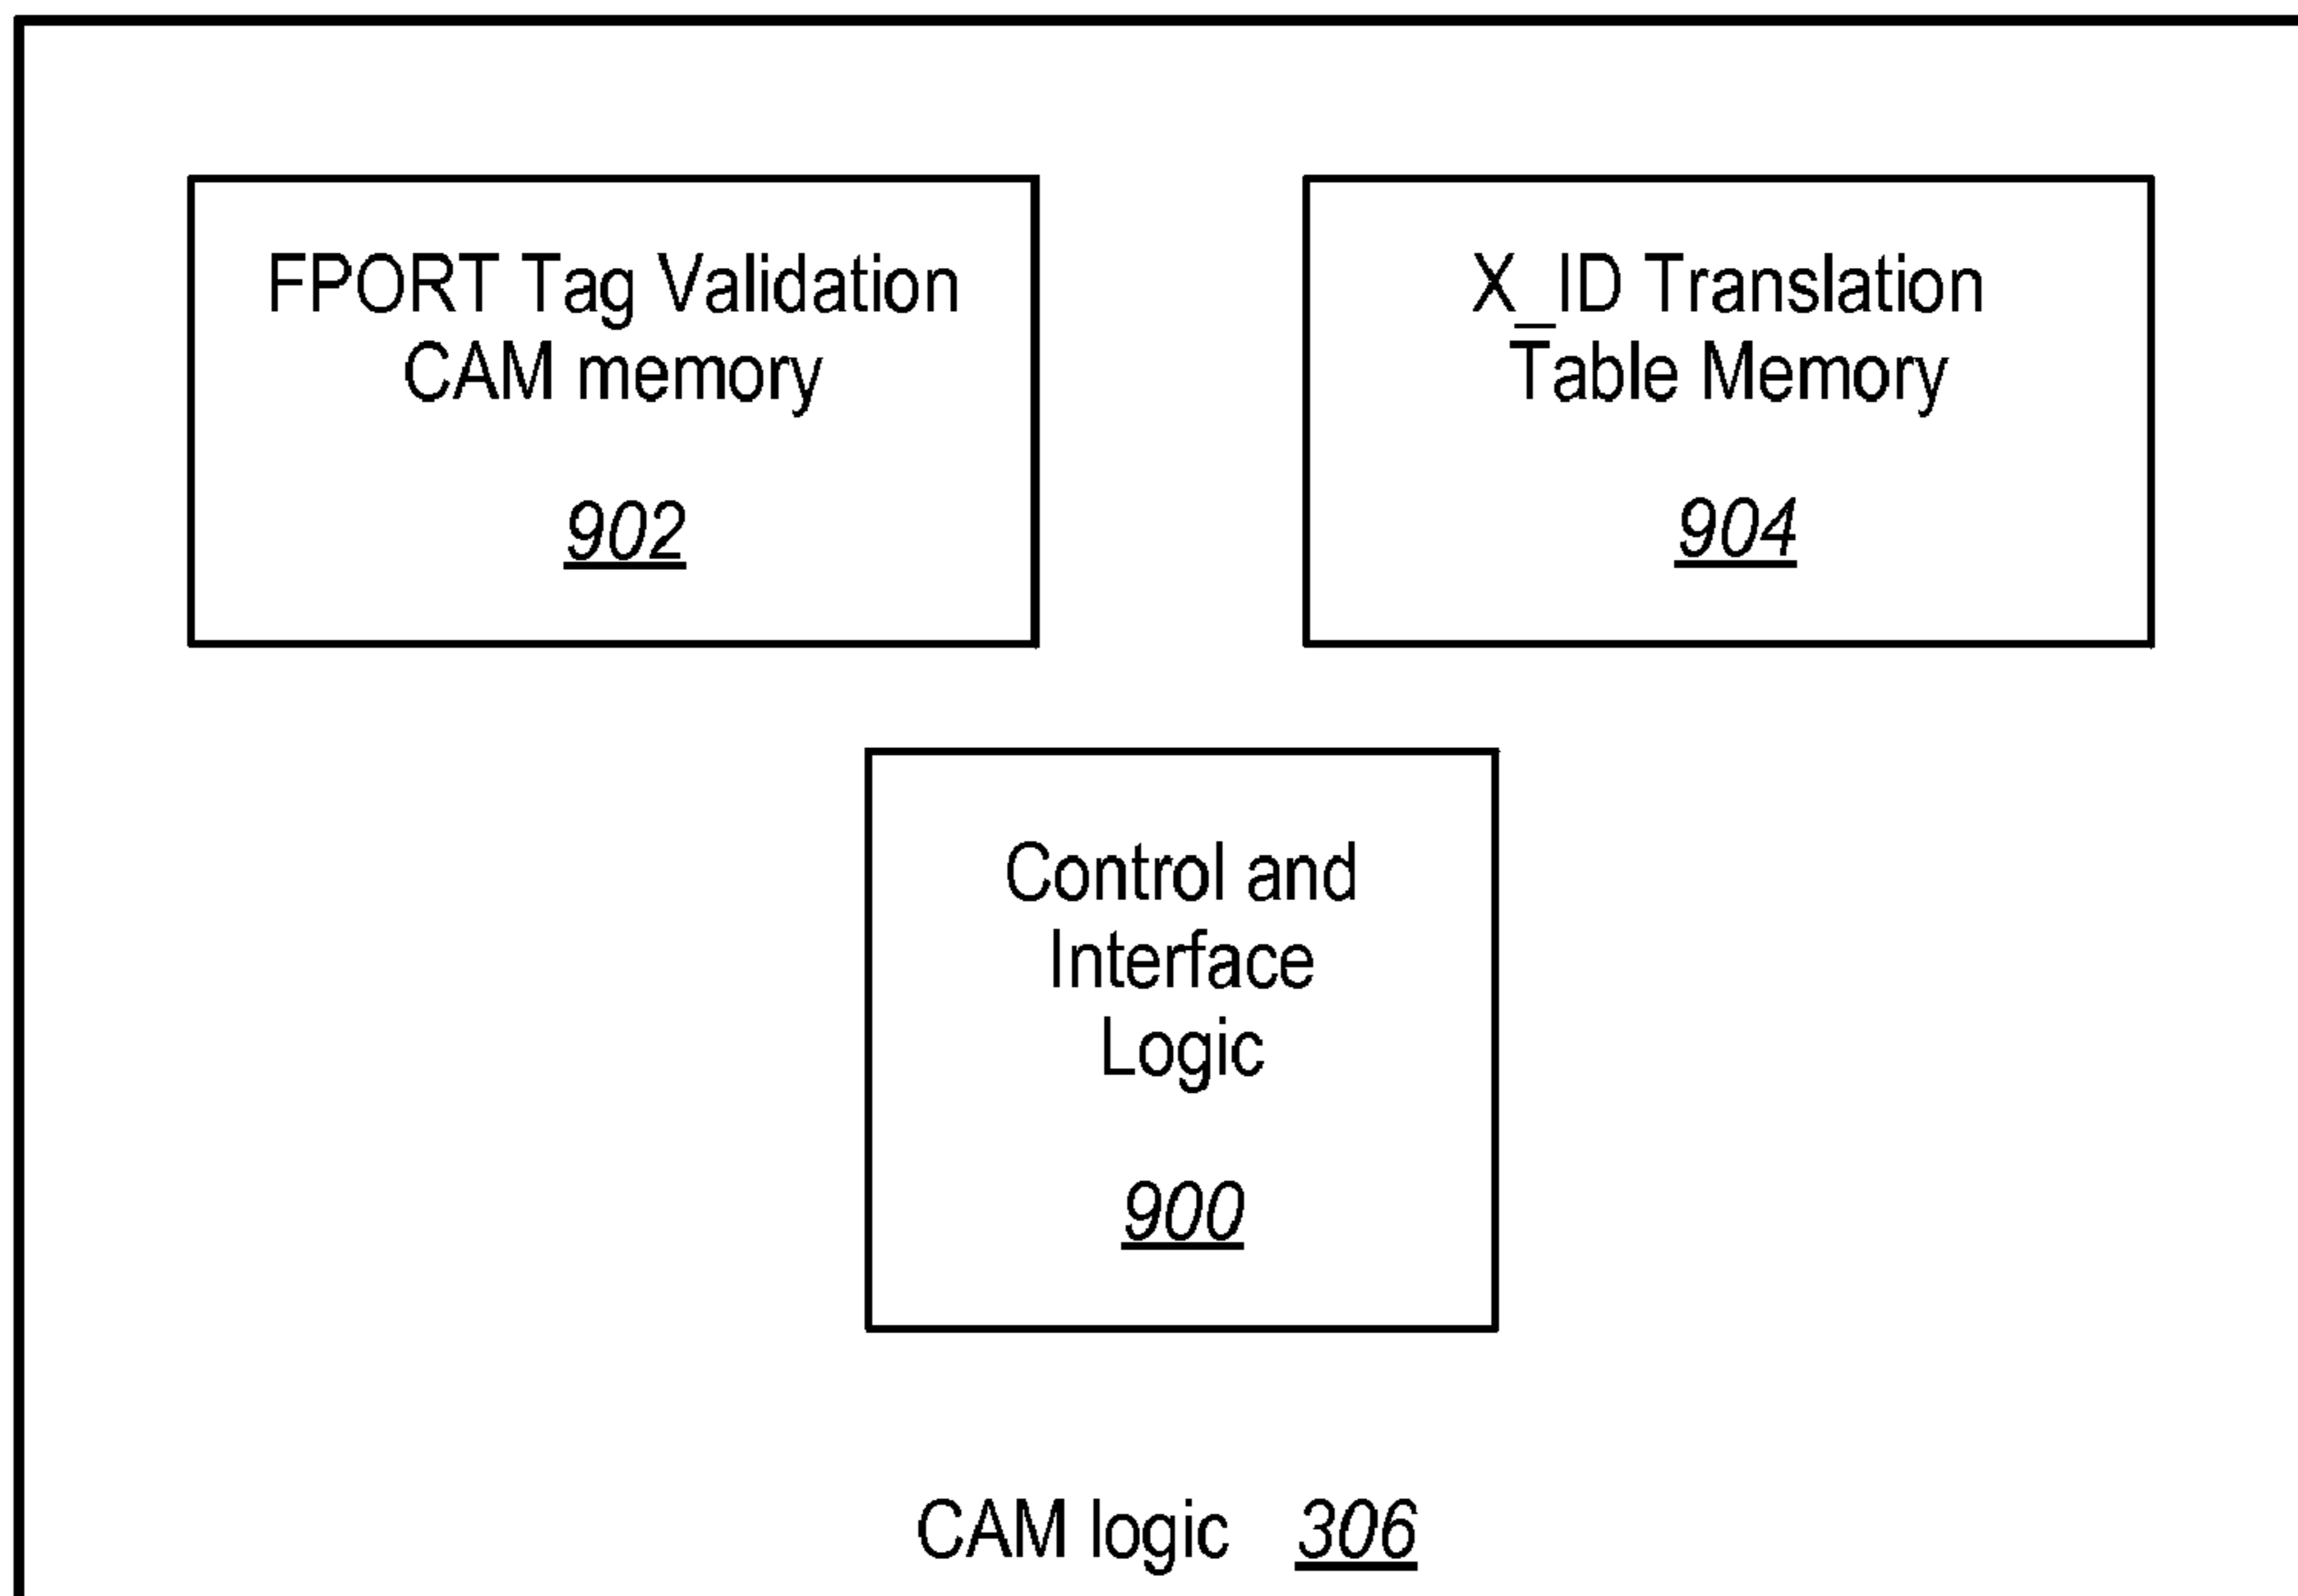 FPORT Tag Validation
CAM memory
902
X_ID Translation
Table Memory
904
Control and
Interface
Logic
900
CAM logic 306